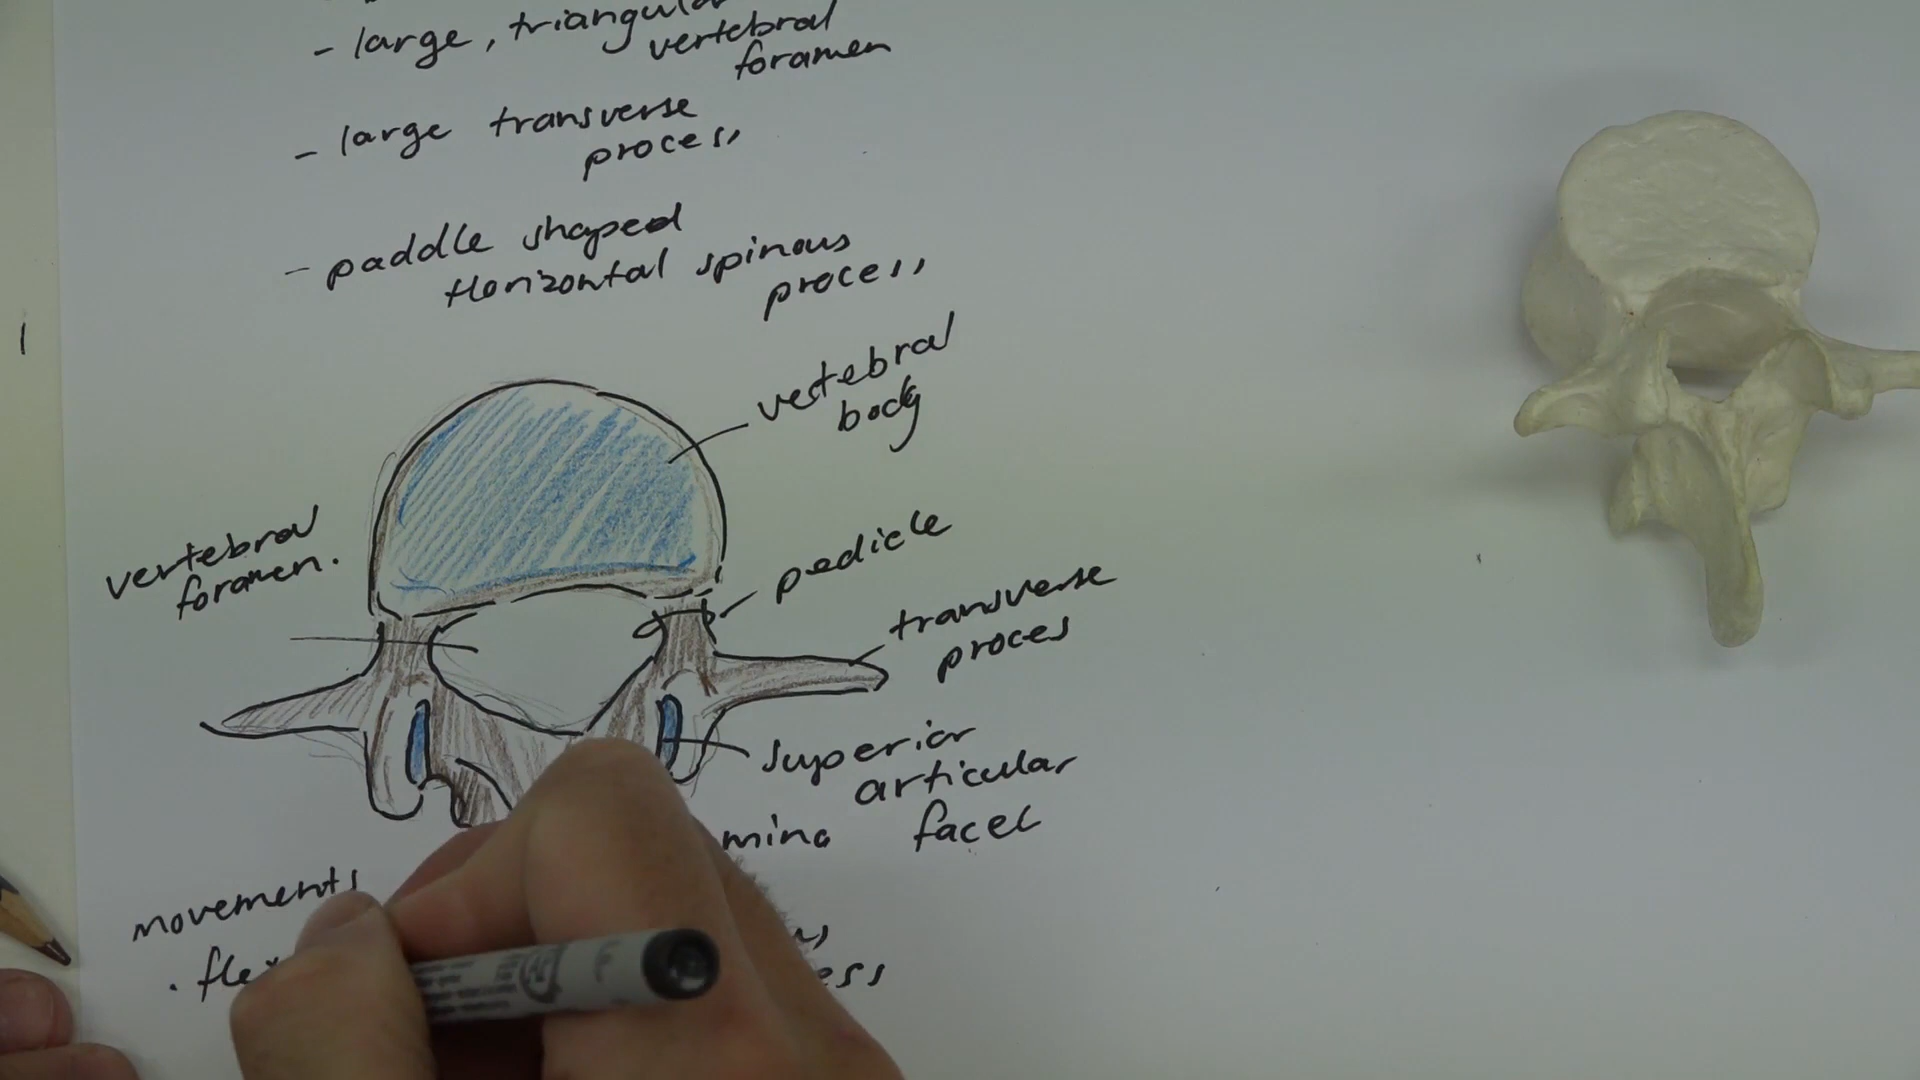 - large, triangular
vertebral
foramen
- large transverse
process
- paddle shaped
Horizontal spinous
process
vertebral
body
vertebral
foramen.
pedicle
transverse
proces
superior
articular
facet
movements